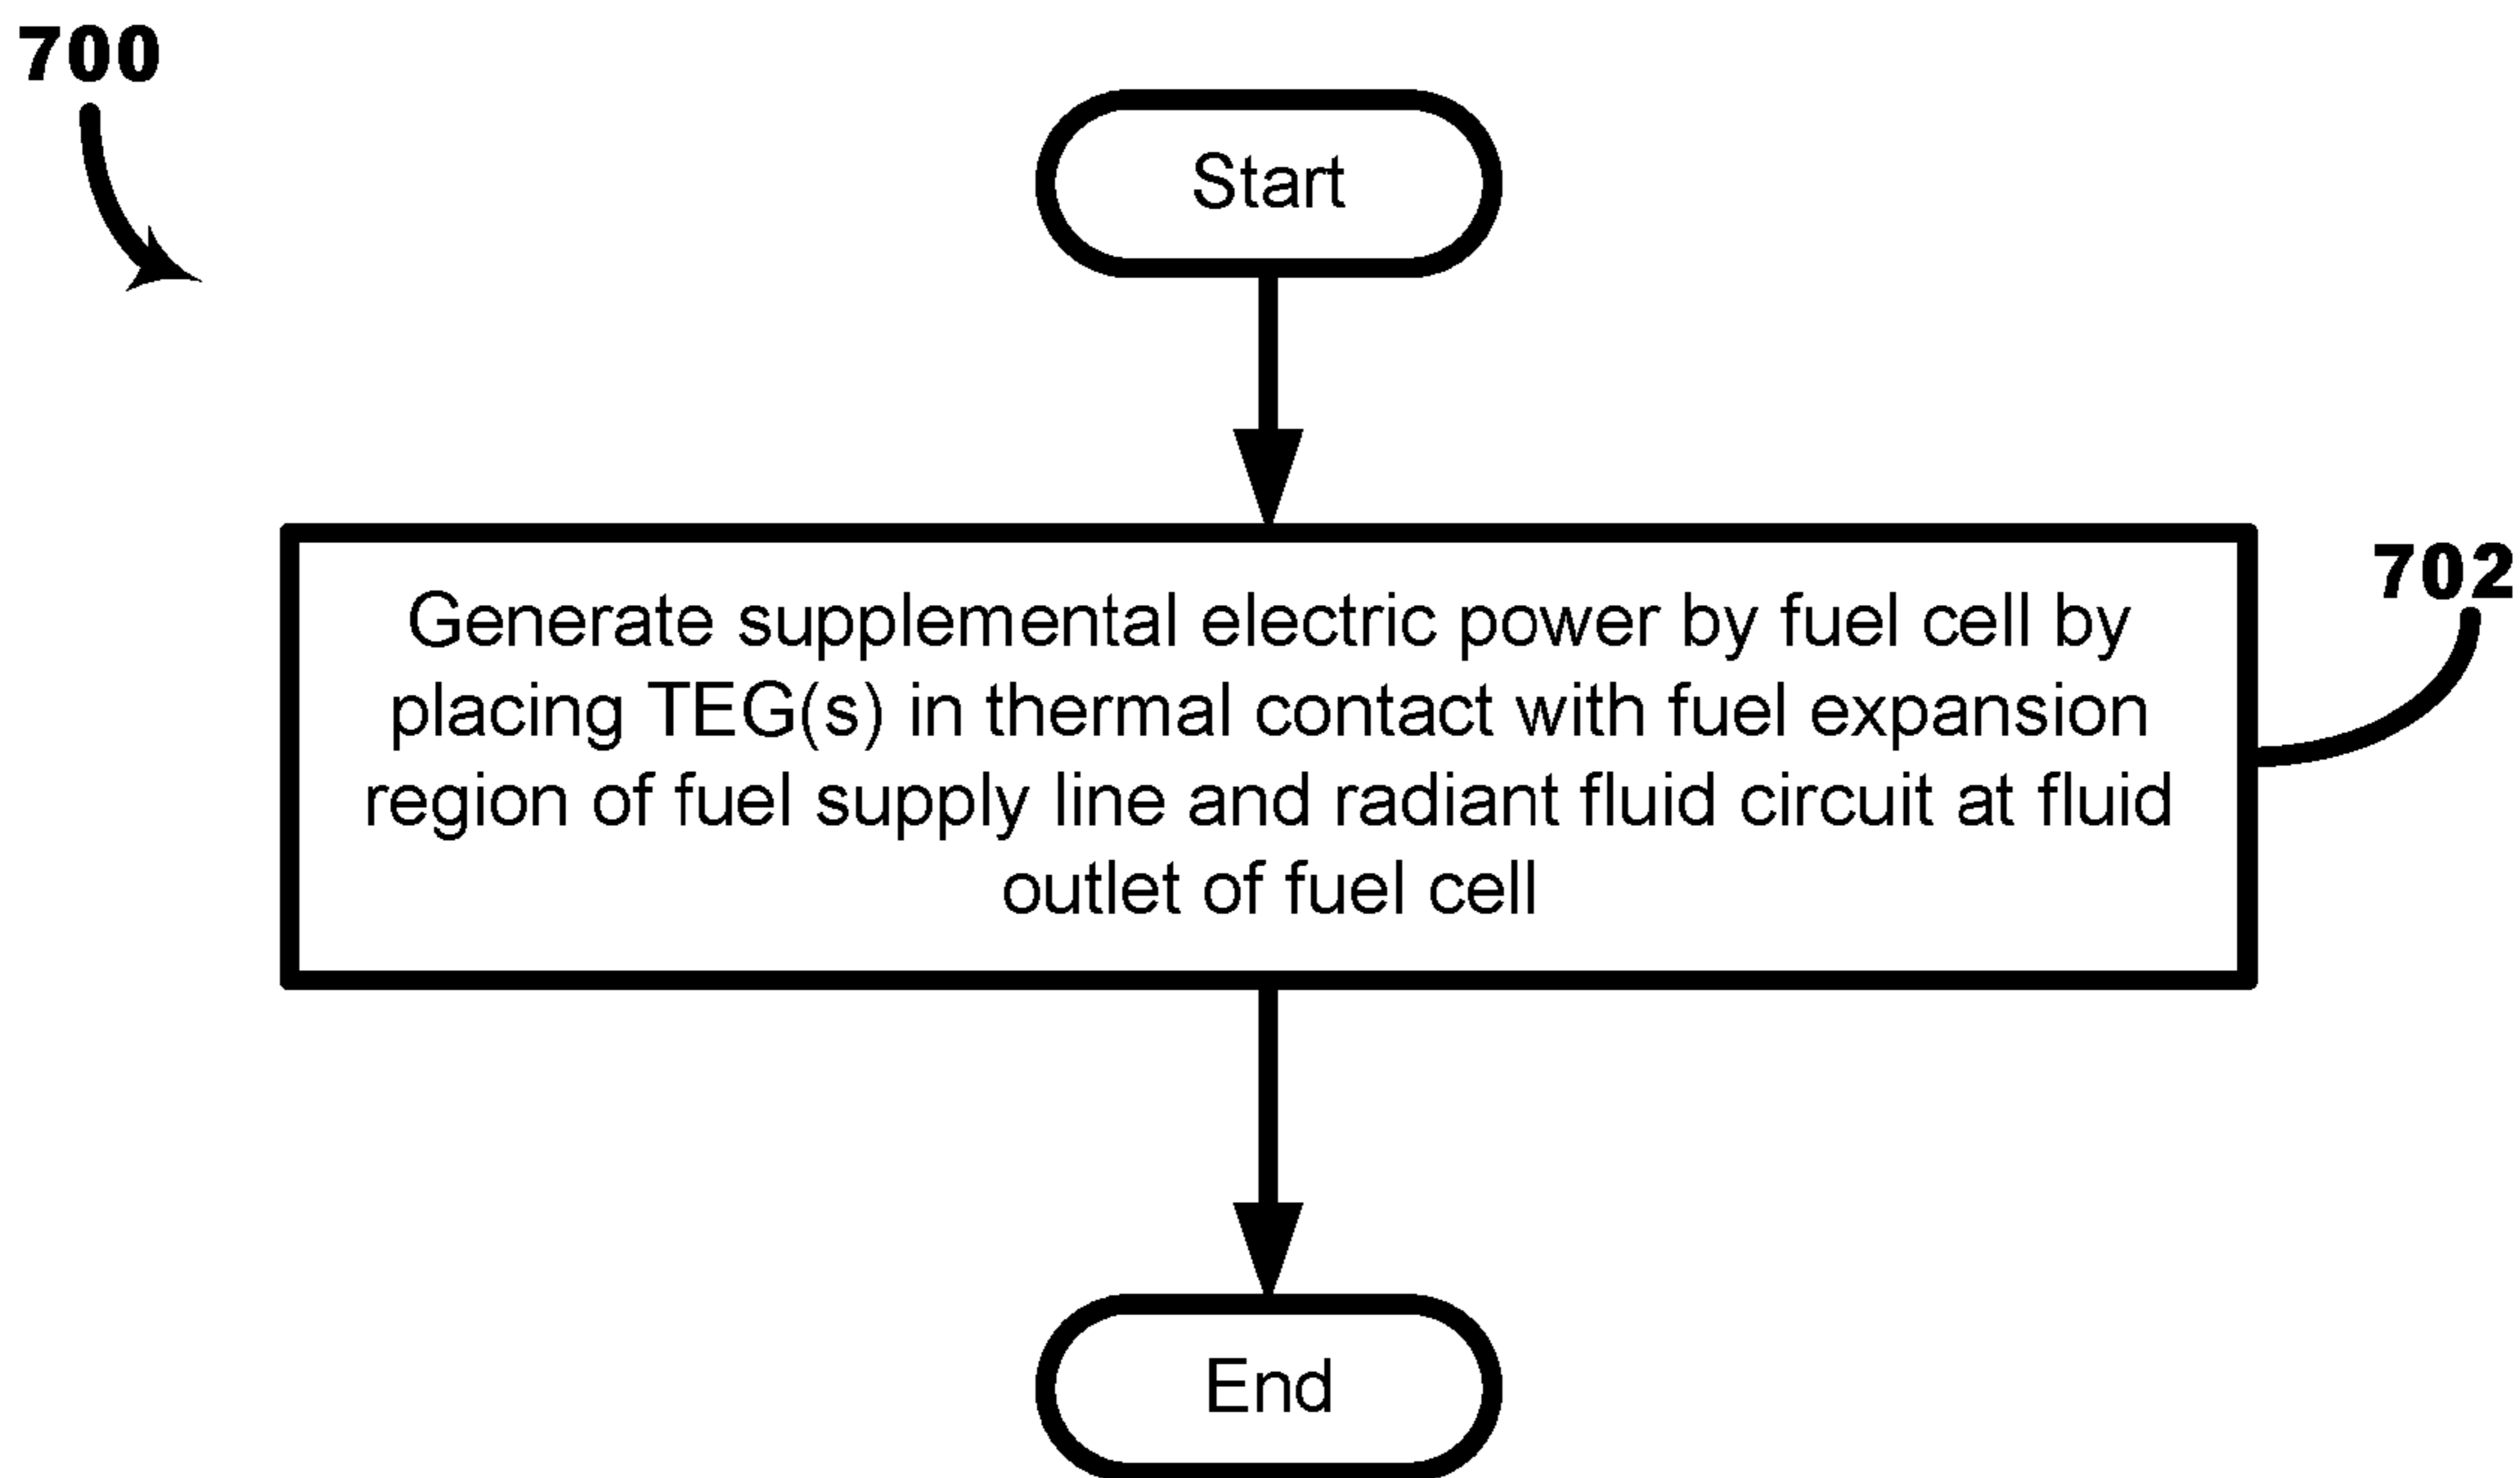 700
Start
Generate supplemental electric power by fuel cell by
placing TEG(s) in thermal contact with fuel expansion
region of fuel supply line and radiant fluid circuit at fluid
outlet of fuel cell
702
End